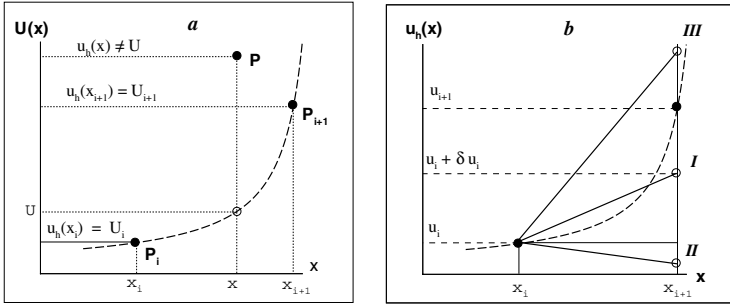 U(x)
a
u_h(x) ≠ U
P
u_h(x_{i+1}) = U_{i+1}
P_{i+1}
U
u_h(x_i) = U_i
P_i
x_i
x
x_{i+1}
x
u_h(x)
b
III
u_{i+1}
I
u_i + δ u_i
u_i
II
x_i
x_{i+1}
x